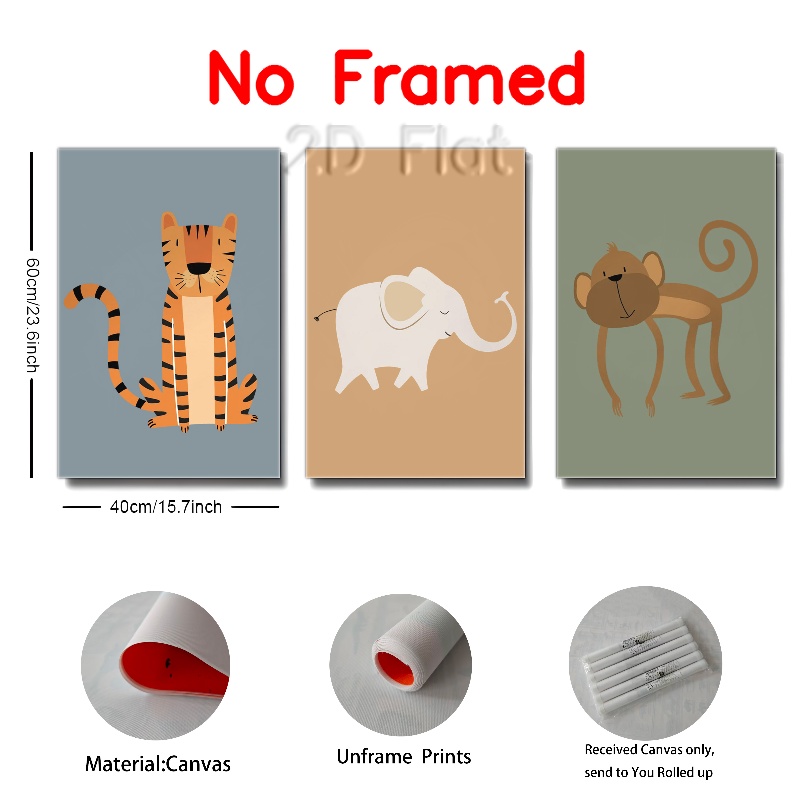 No Framed
2D Flat
60cm/23.6inch
40cm/15.7inch
Material:Canvas
Unframe Prints
Received Canvas only,
send to You Rolled up